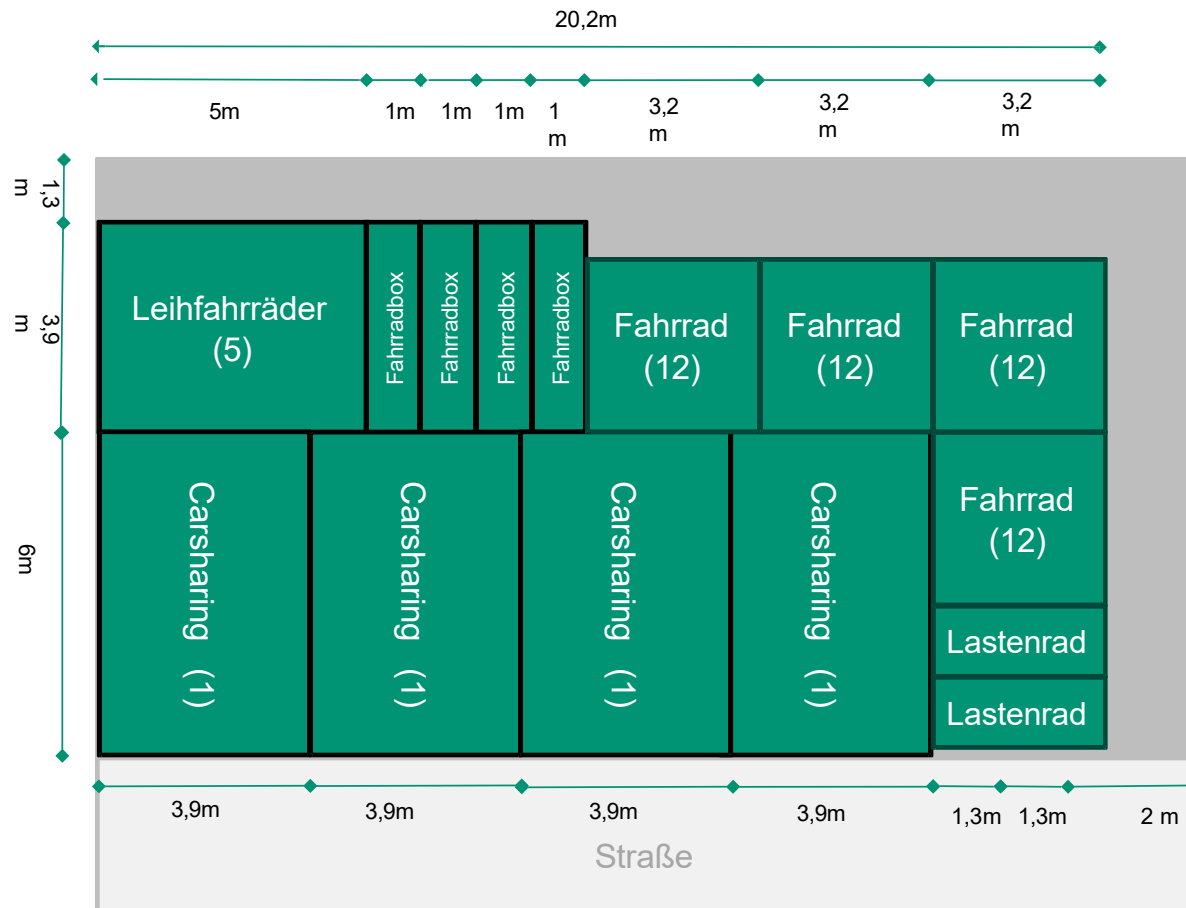 20,2m
5m
1m
1m
1m
1
m
3,2
m
3,2
m
3,2
m
1,3
m
3,9
m
6m
Leihfahrräder
(5)
Fahrradbox
Fahrradbox
Fahrradbox
Fahrradbox
Fahrrad
(12)
Fahrrad
(12)
Fahrrad
(12)
Carsharing (1)
Carsharing (1)
Carsharing (1)
Carsharing (1)
Fahrrad
(12)
Lastenrad
Lastenrad
3,9m
3,9m
3,9m
3,9m
1,3m
1,3m
2 m
Straße